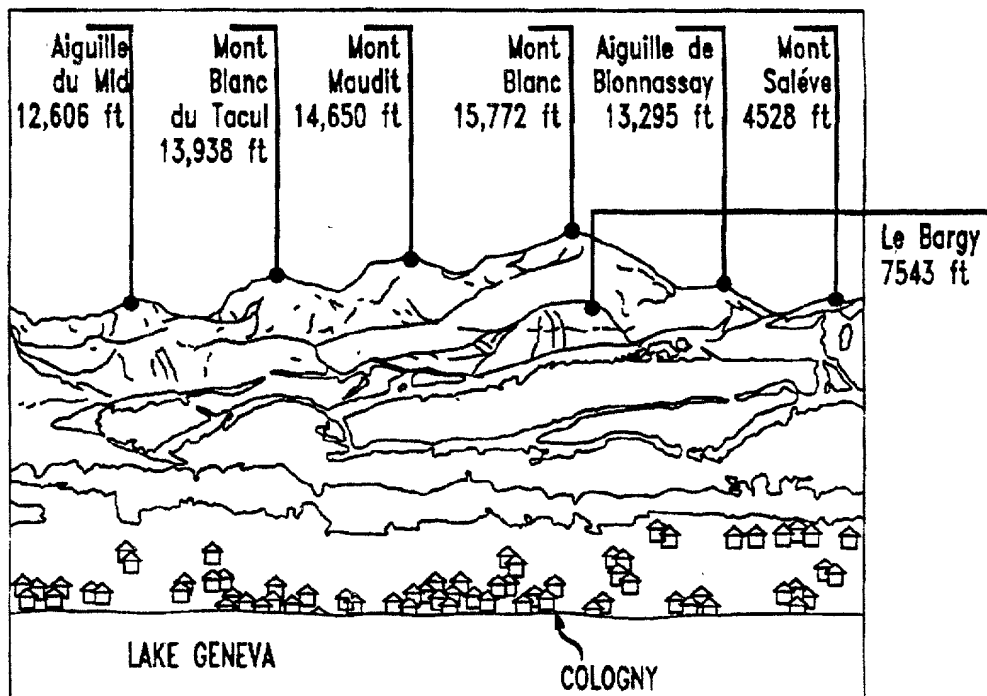 Aiguille
du Mid
12,606 ft
Mont
Blanc
du Tacul
13,938 ft
Mont
Maudit
14,650 ft
Mont
Blanc
15,772 ft
Aiguille de
Bionnassay
13,295 ft
Mont
Saléve
4528 ft
Le Bargy
7543 ft
LAKE GENEVA
COLOGNY